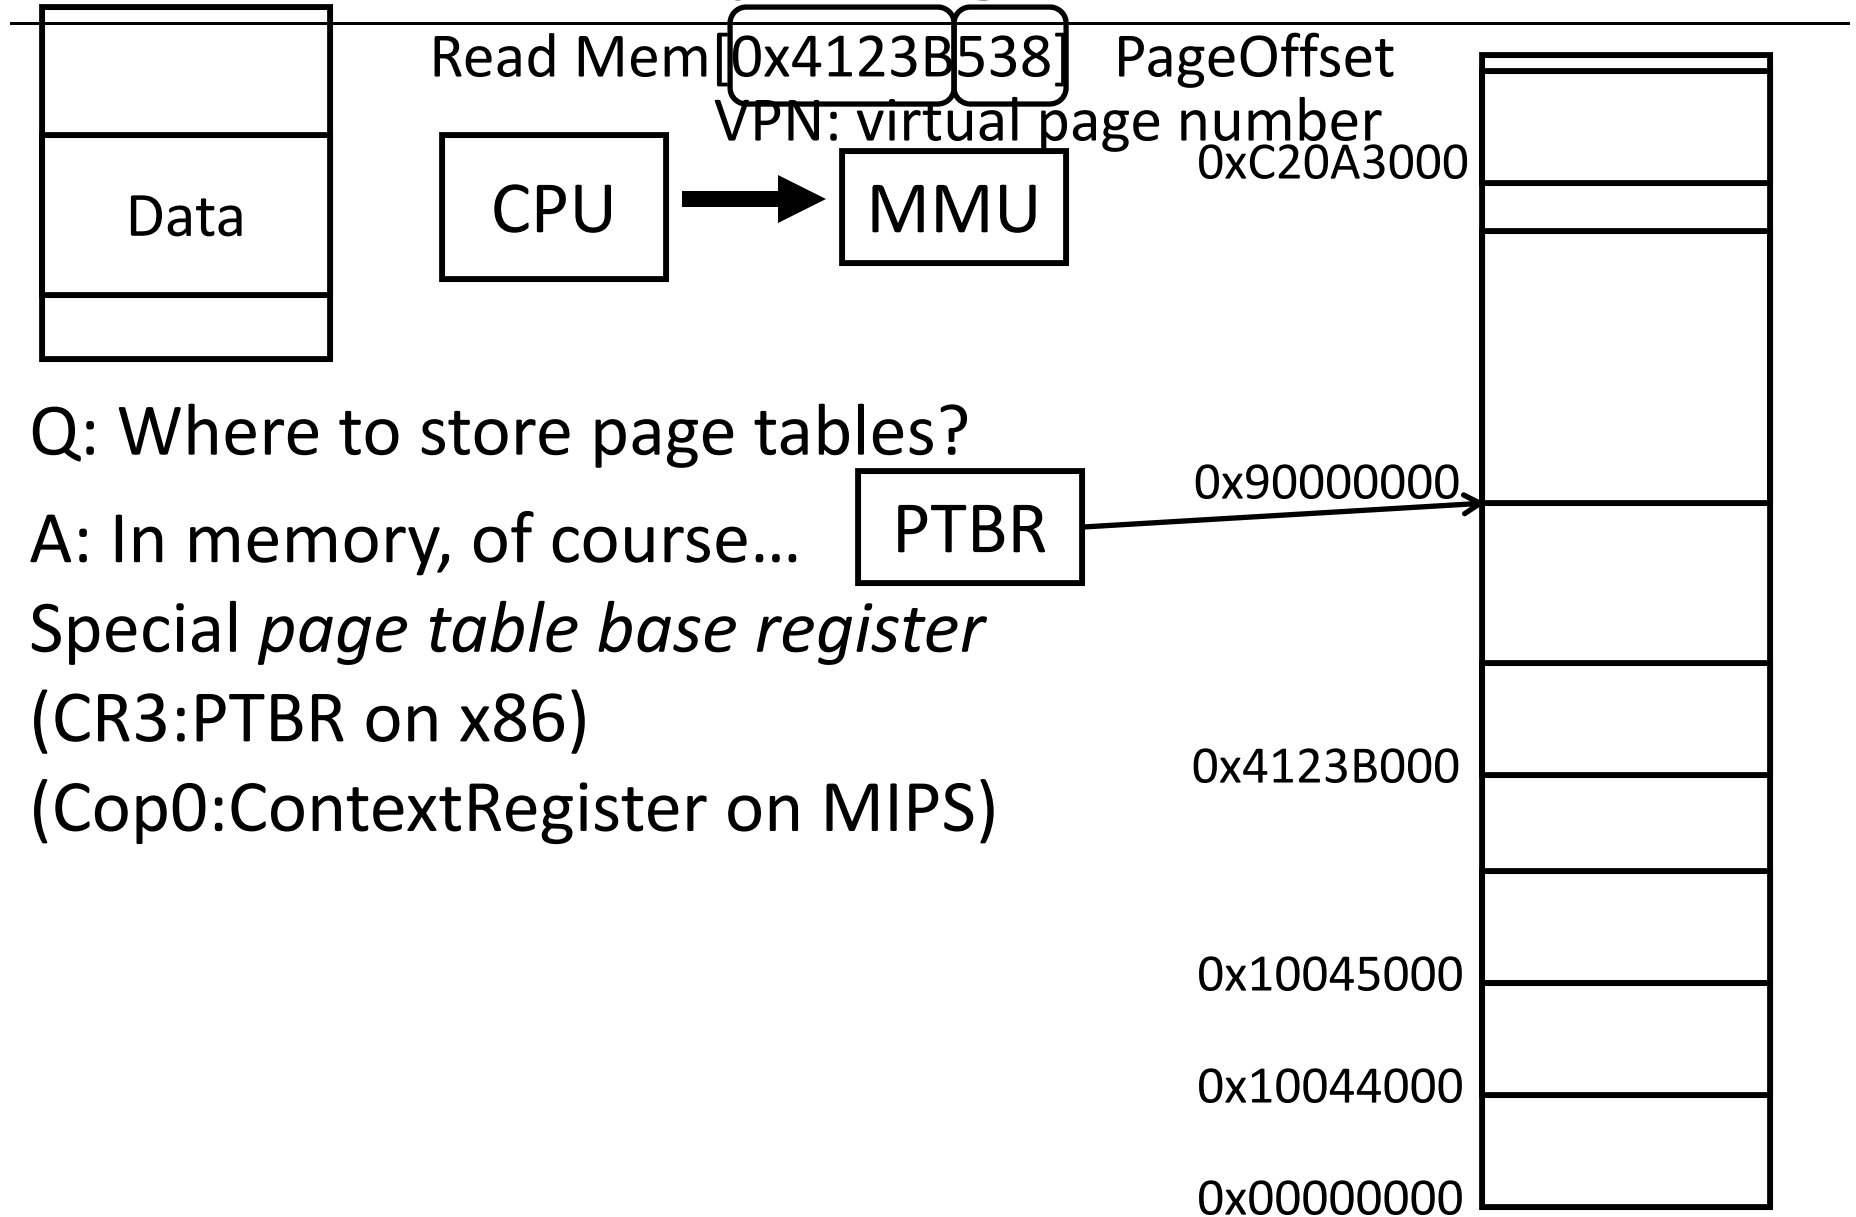 Read Mem[0x4123B538] PageOffset
VPN: virtual page number
0xC20A3000
Data
CPU
MMU
Q: Where to store page tables?
0x90000000
A: In memory, of course…
PTBR
Special page table base register
(CR3:PTBR on x86)
0x4123B000
(Cop0:ContextRegister on MIPS)
0x10045000
0x10044000
0x00000000